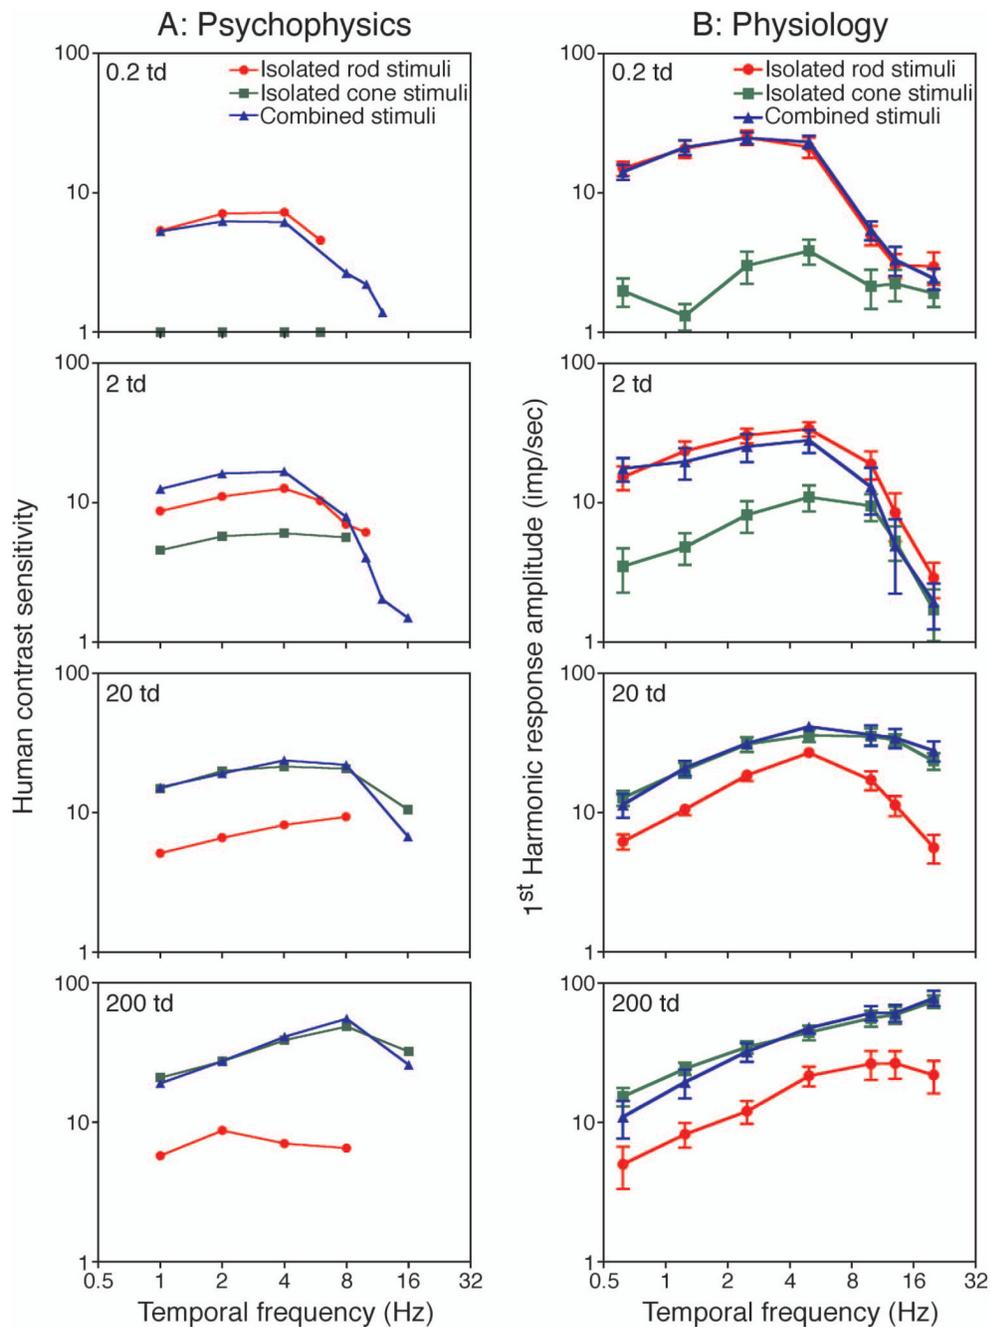 A: Psychophysics
B: Physiology
100
0.2 td
Isolated rod stimuli
Isolated cone stimuli
Combined stimuli
10
1
100
0.2 td
Isolated rod stimuli
Isolated cone stimuli
Combined stimuli
10
1
100
2 td
10
1
100
2 td
10
1
100
20 td
10
1
100
20 td
10
1
100
200 td
10
1
100
200 td
10
1
0.5 1 2 4 8 16 32
0.5 1 2 4 8 16 32
Temporal frequency (Hz)
Temporal frequency (Hz)
Human contrast sensitivity
1st Harmonic response amplitude (imp/sec)